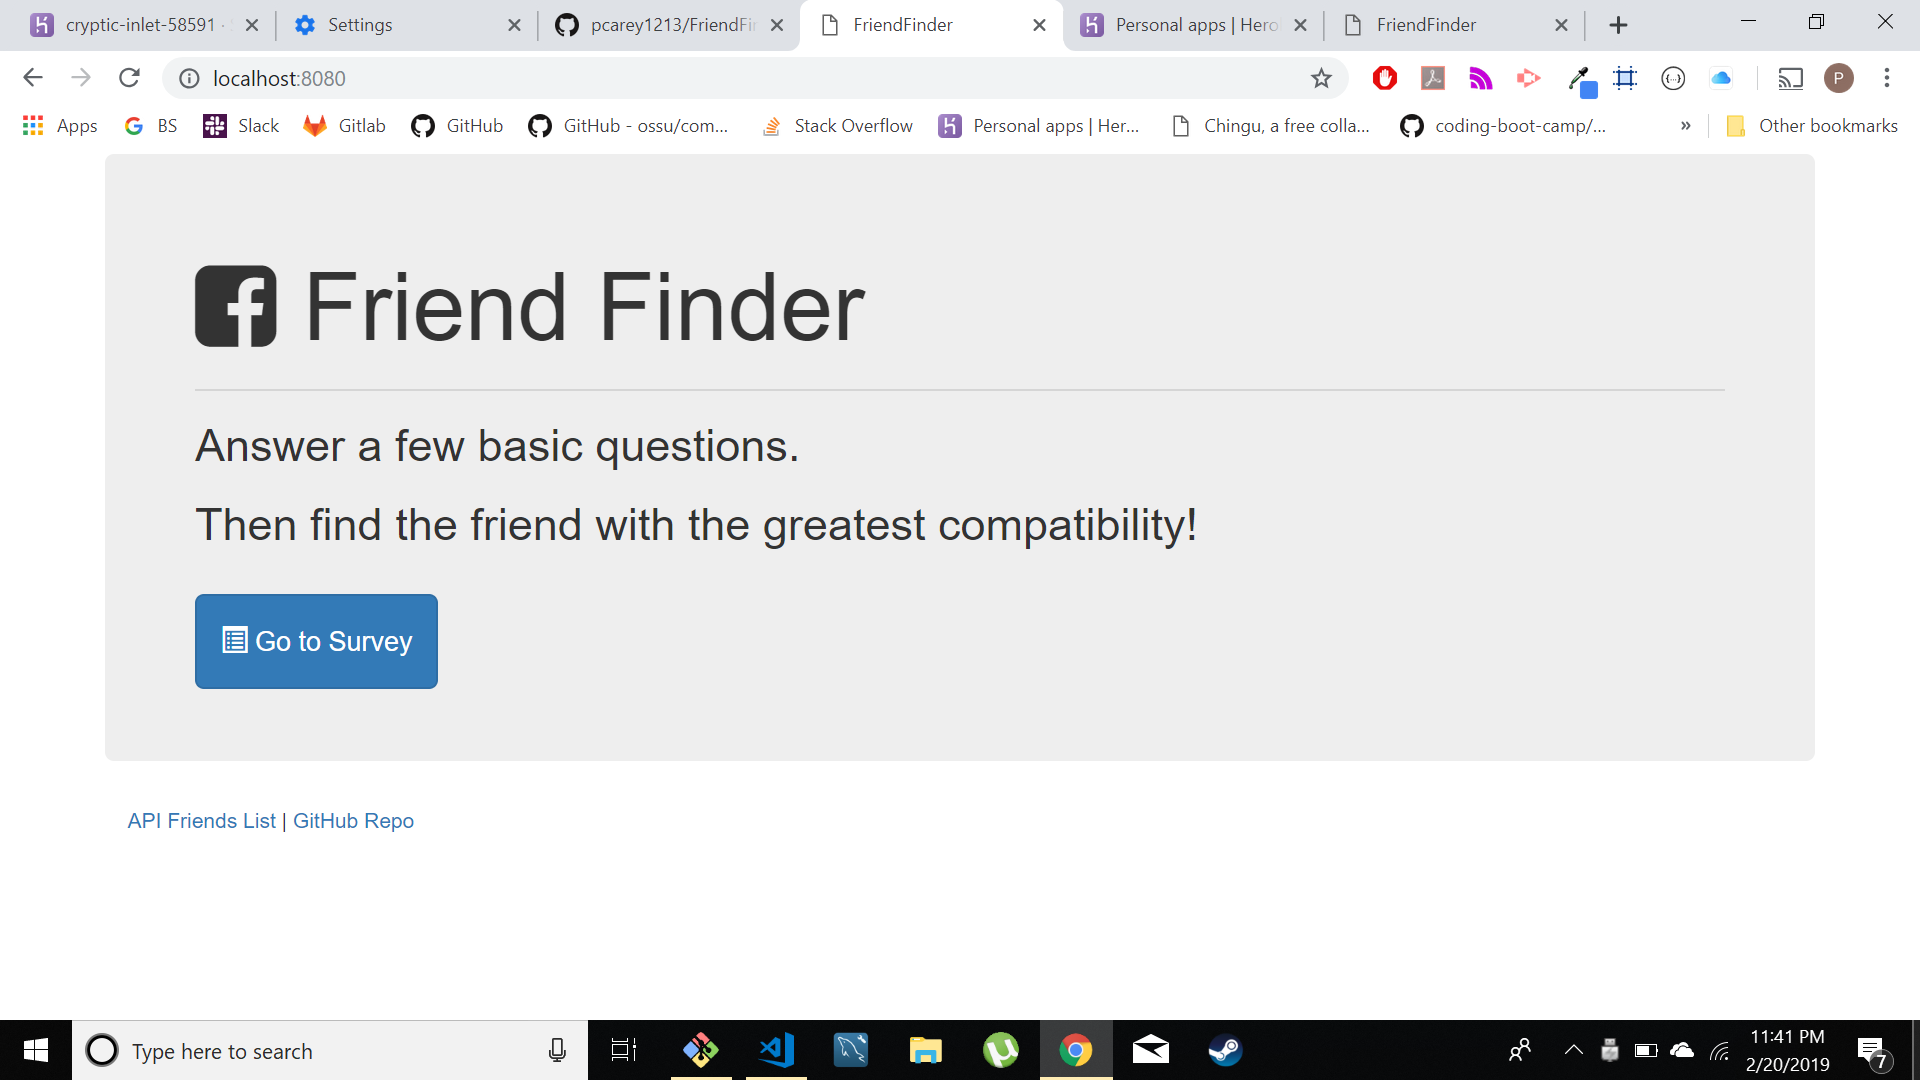 cryptic-inlet-58591 ·
Settings
pcarey1213/FriendFi
FriendFinder
Personal apps | Hero
FriendFinder
localhost:8080
P
Apps
BS
Slack
Gitlab
GitHub
GitHub - ossu/com...
Stack Overflow
Personal apps | Her...
Chingu, a free colla...
coding-boot-camp/...
»
Other bookmarks
Friend Finder
Answer a few basic questions.
Then find the friend with the greatest compatibility!
Go to Survey
API Friends List | GitHub Repo
Type here to search
11:41 PM
2/20/2019
7